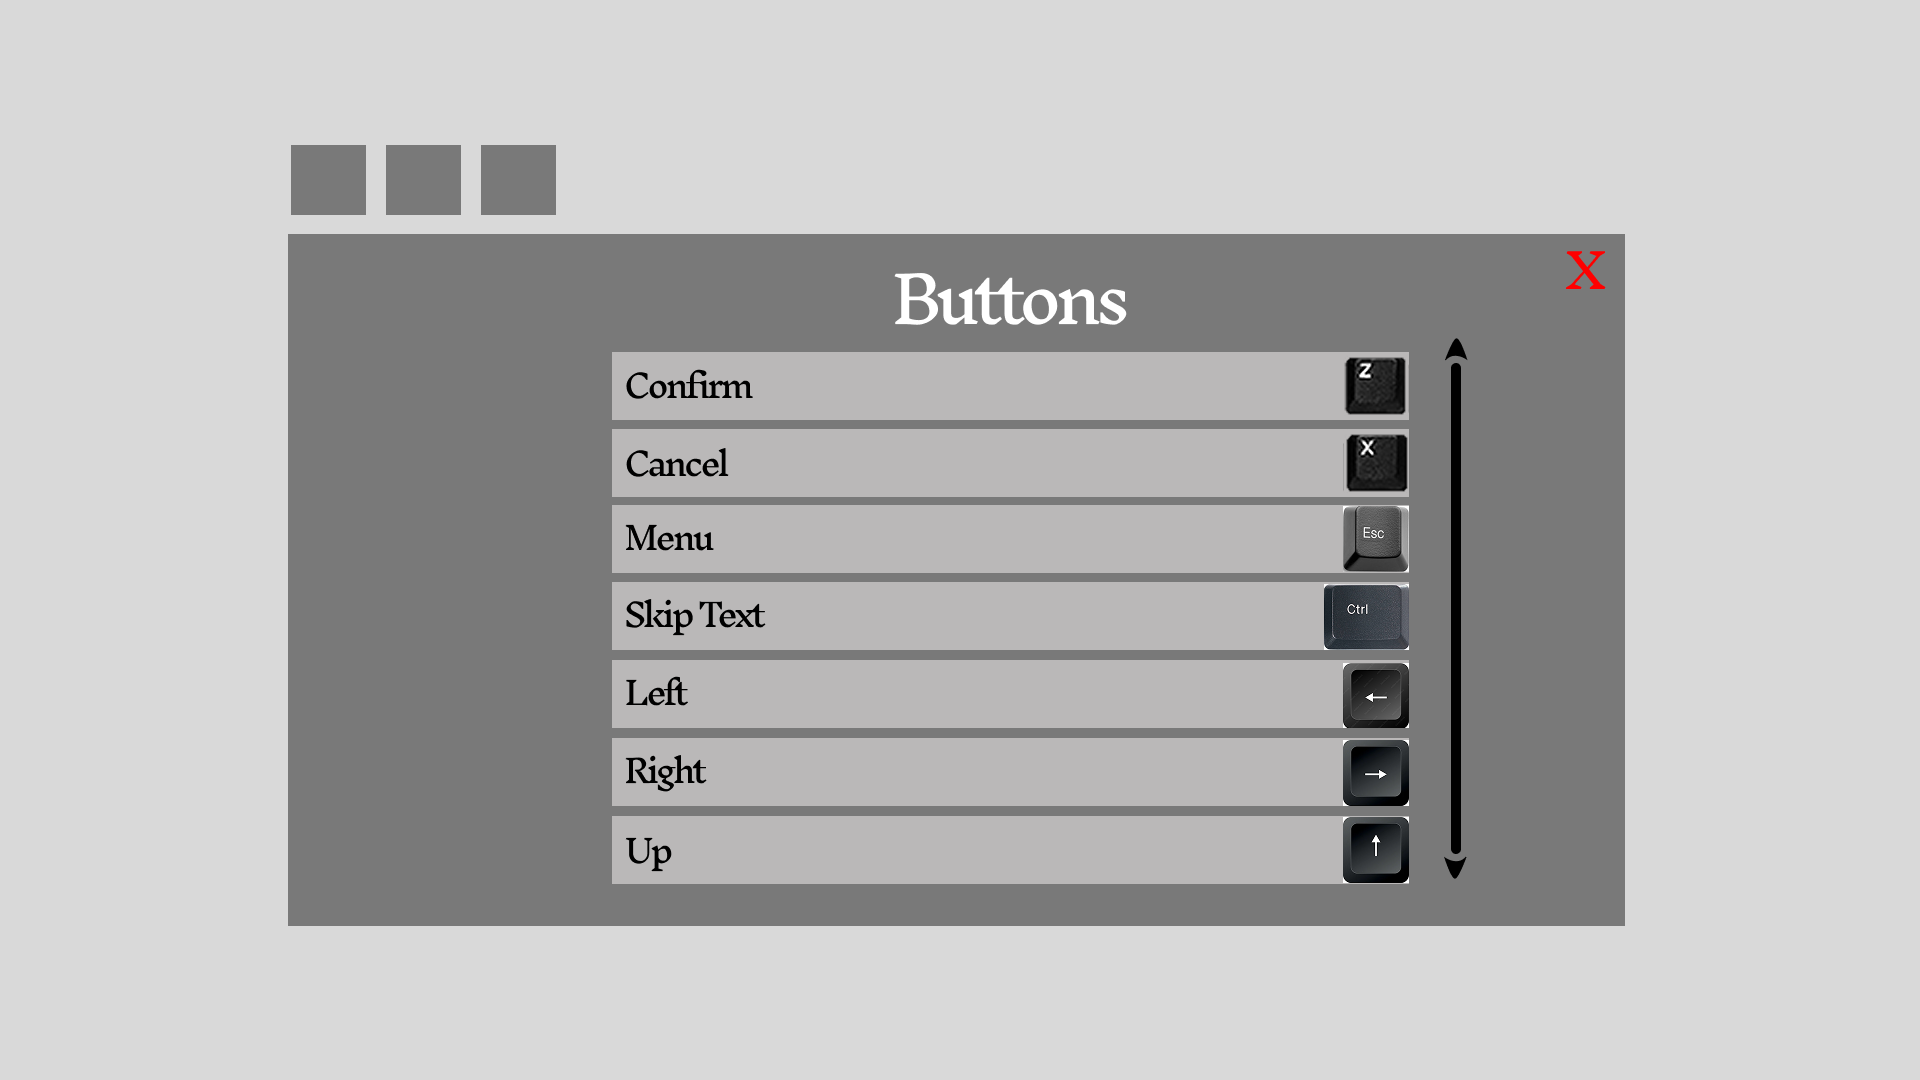 X
Buttons
Confirm Z
Cancel X
Menu Esc
Skip Text Ctrl
Left ←
Right →
Up ↑